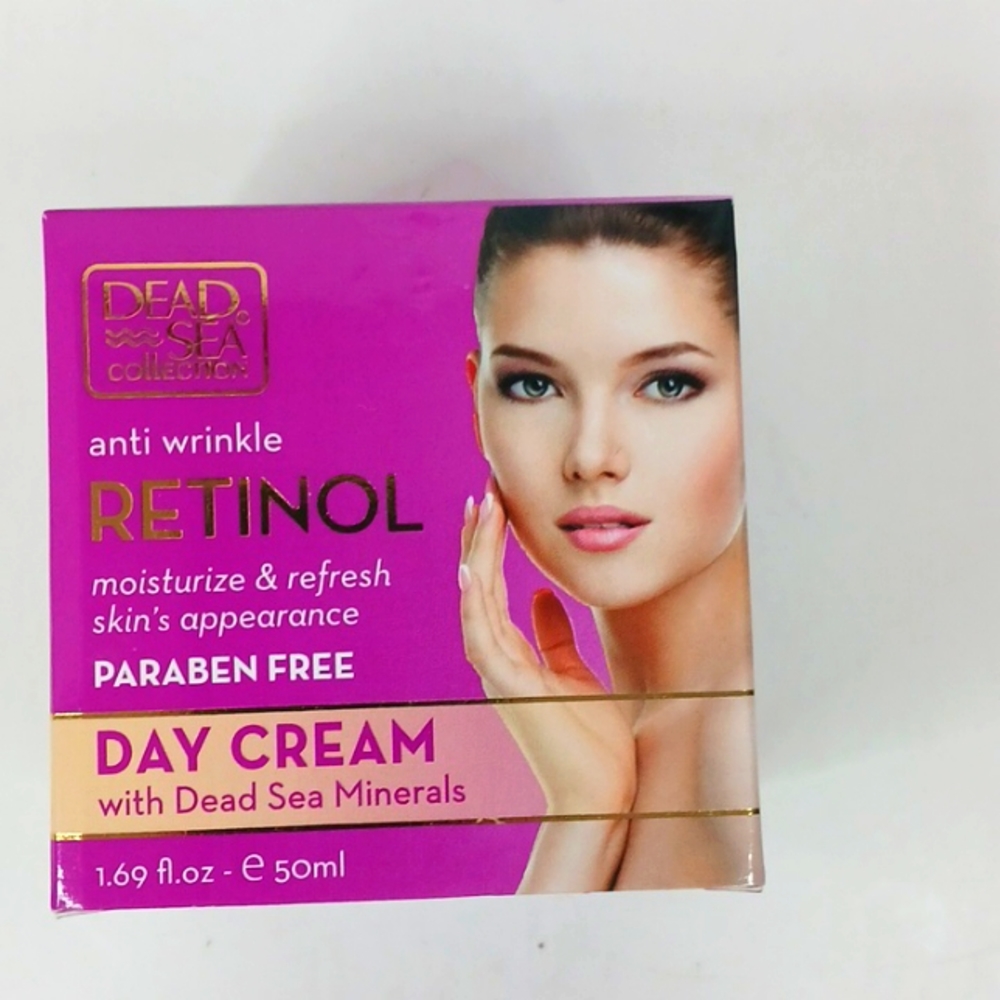 DEAD
SEA
COLLECTION
anti wrinkle
RETINOL
moisturize & refresh
skin's appearance
PARABEN FREE
DAY CREAM
with Dead Sea Minerals
1.69 fl.oz - e 50ml